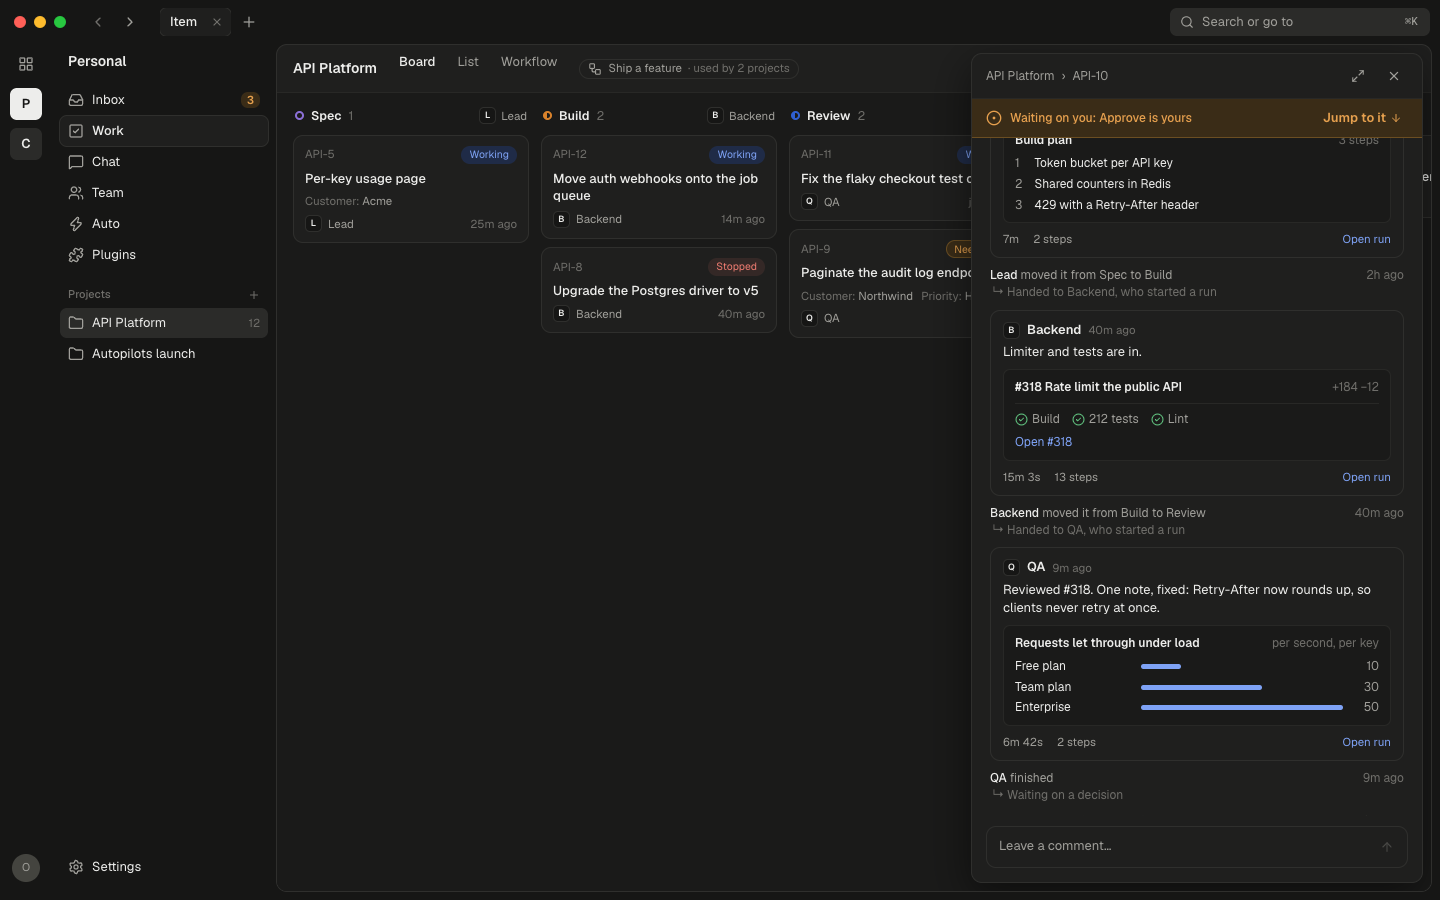 Item
Search or go to
⌘K
P
C
O
Personal
Inbox 3
Work
Chat
Team
Auto
Plugins
Projects
API Platform 12
Autopilots launch
Settings
API Platform Board List Workflow Ship a feature · used by 2 projects
Spec 1 L Lead
API-5 Working
Per-key usage page
Customer: Acme
L Lead 25m ago
Build 2 B Backend
API-12 Working
Move auth webhooks onto the job
queue
B Backend 14m ago
API-8 Stopped
Upgrade the Postgres driver to v5
B Backend 40m ago
Review 2
API-11
Fix the flaky checkout test
Q QA
API-9
Paginate the audit log
Customer: Northwind Priority:
Q QA
API Platform › API-10
Waiting on you: Approve is yours Jump to it ↓
Build plan 3 steps
1 Token bucket per API key
2 Shared counters in Redis
3 429 with a Retry-After header
7m 2 steps Open run
Lead moved it from Spec to Build 2h ago
Handed to Backend, who started a run
B Backend 40m ago
Limiter and tests are in.
#318 Rate limit the public API +184 −12
Build 212 tests Lint
Open #318
15m 3s 13 steps Open run
Backend moved it from Build to Review 40m ago
Handed to QA, who started a run
Q QA 9m ago
Reviewed #318. One note, fixed: Retry-After now rounds up, so
clients never retry at once.
Requests let through under load per second, per key
Free plan 10
Team plan 30
Enterprise 50
6m 42s 2 steps Open run
QA finished 9m ago
Waiting on a decision
Leave a comment…